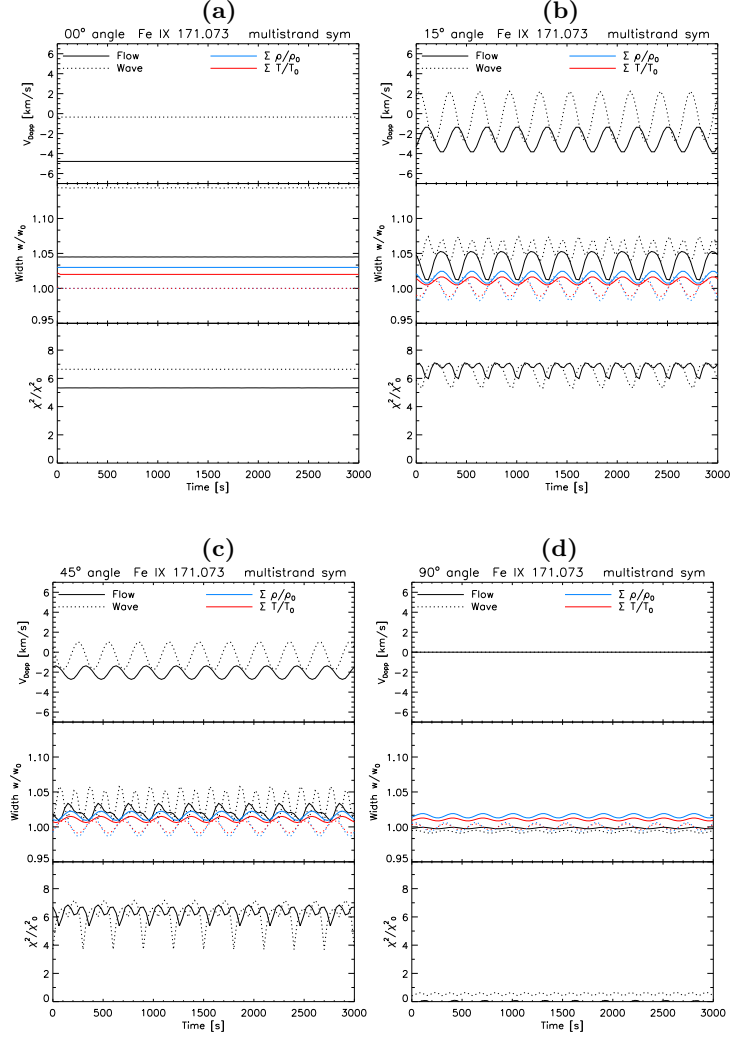 (a)
00° angle Fe IX 171.073 multistrand sym
Flow
Wave
Σ ρ/ρ0
Σ T/T0
VDopp [km/s]
6
4
2
0
−2
−4
−6
Width w/w0
1.10
1.05
1.00
0.95
χ²/χ²0
8
6
4
2
0
0 500 1000 1500 2000 2500 3000
Time [s]
(b)
15° angle Fe IX 171.073 multistrand sym
Flow
Wave
Σ ρ/ρ0
Σ T/T0
VDopp [km/s]
6
4
2
0
−2
−4
−6
Width w/w0
1.10
1.05
1.00
0.95
χ²/χ²0
8
6
4
2
0
0 500 1000 1500 2000 2500 3000
Time [s]
(c)
45° angle Fe IX 171.073 multistrand sym
Flow
Wave
Σ ρ/ρ0
Σ T/T0
VDopp [km/s]
6
4
2
0
−2
−4
−6
Width w/w0
1.10
1.05
1.00
0.95
χ²/χ²0
8
6
4
2
0
0 500 1000 1500 2000 2500 3000
Time [s]
(d)
90° angle Fe IX 171.073 multistrand sym
Flow
Wave
Σ ρ/ρ0
Σ T/T0
VDopp [km/s]
6
4
2
0
−2
−4
−6
Width w/w0
1.10
1.05
1.00
0.95
χ²/χ²0
8
6
4
2
0
0 500 1000 1500 2000 2500 3000
Time [s]